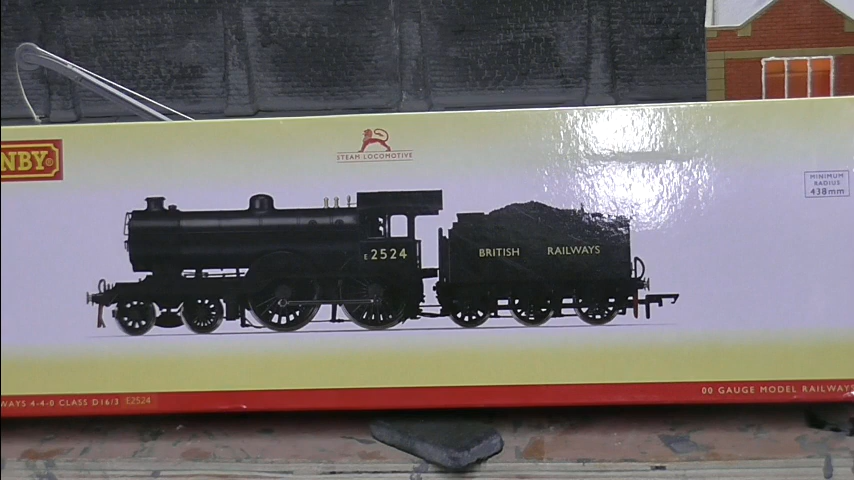 NBY
STEAM LOCOMOTIVE
MINIMUM
RADIUS
438mm
E2524
BRITISH RAILWAYS
WAYS 4-4-0 CLASS D16/3 E2524
00 GAUGE MODEL RAILWAYS